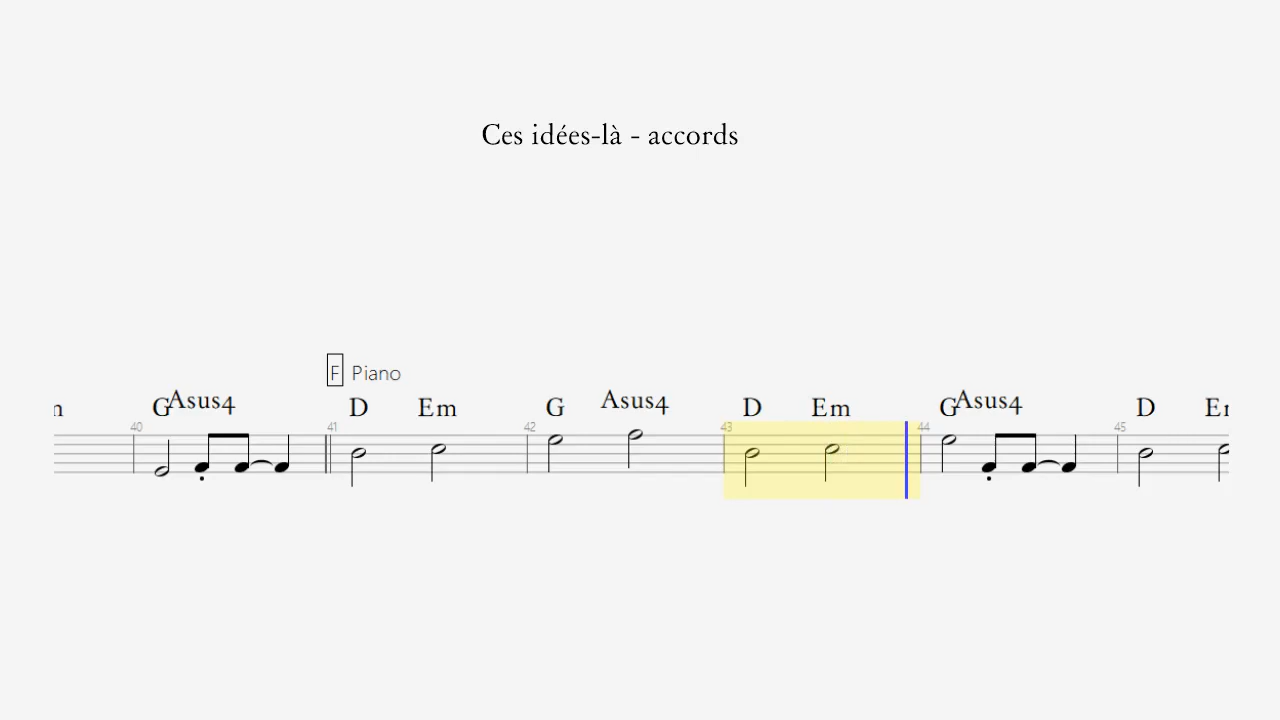 Ces idées-là - accords
F Piano
G Asus4 D Em G Asus4 D Em G Asus4 D
40 41 42 43 44 45